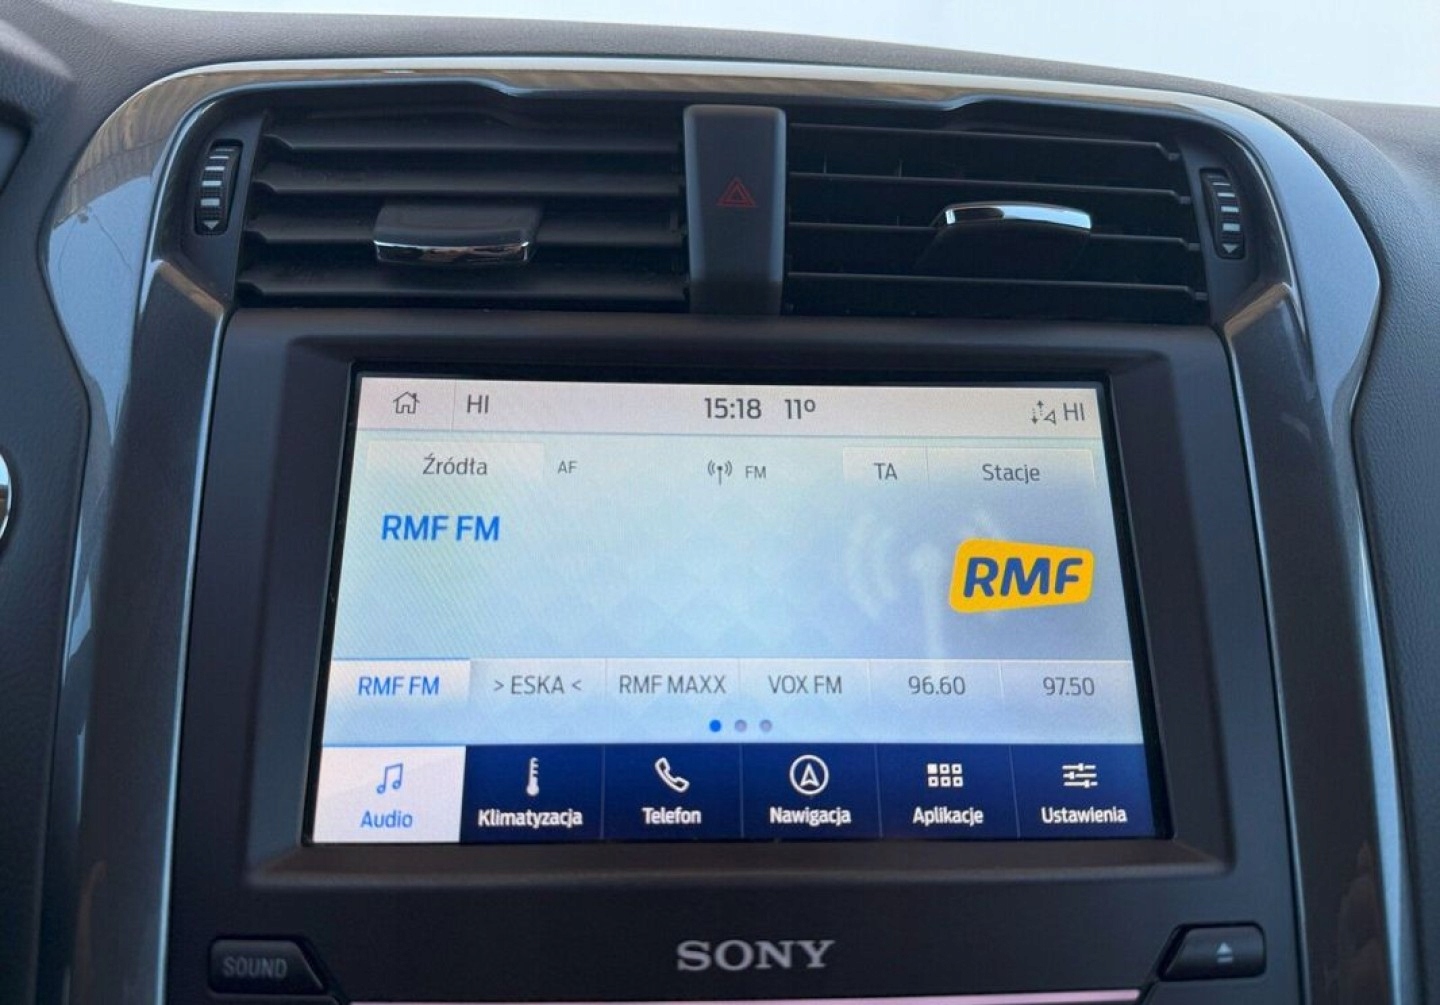 HI 15:18 11º HI
Źródła AF FM TA Stacje
RMF FM
RMF
RMF FM > ESKA < RMF MAXX VOX FM 96.60 97.50
Audio Klimatyzacja Telefon Nawigacja Aplikacje Ustawienia
SONY
SOUND